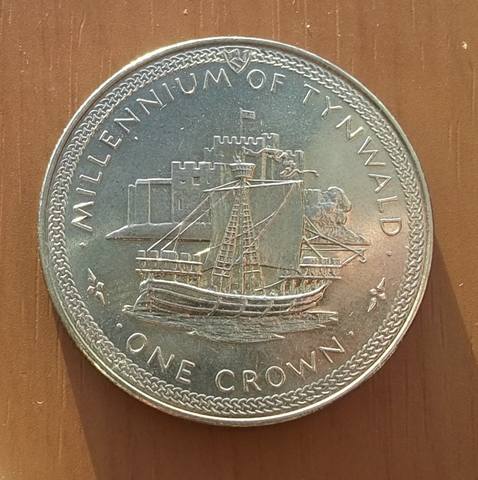 MILLENNIUM OF TYNWALD
· ONE CROWN ·